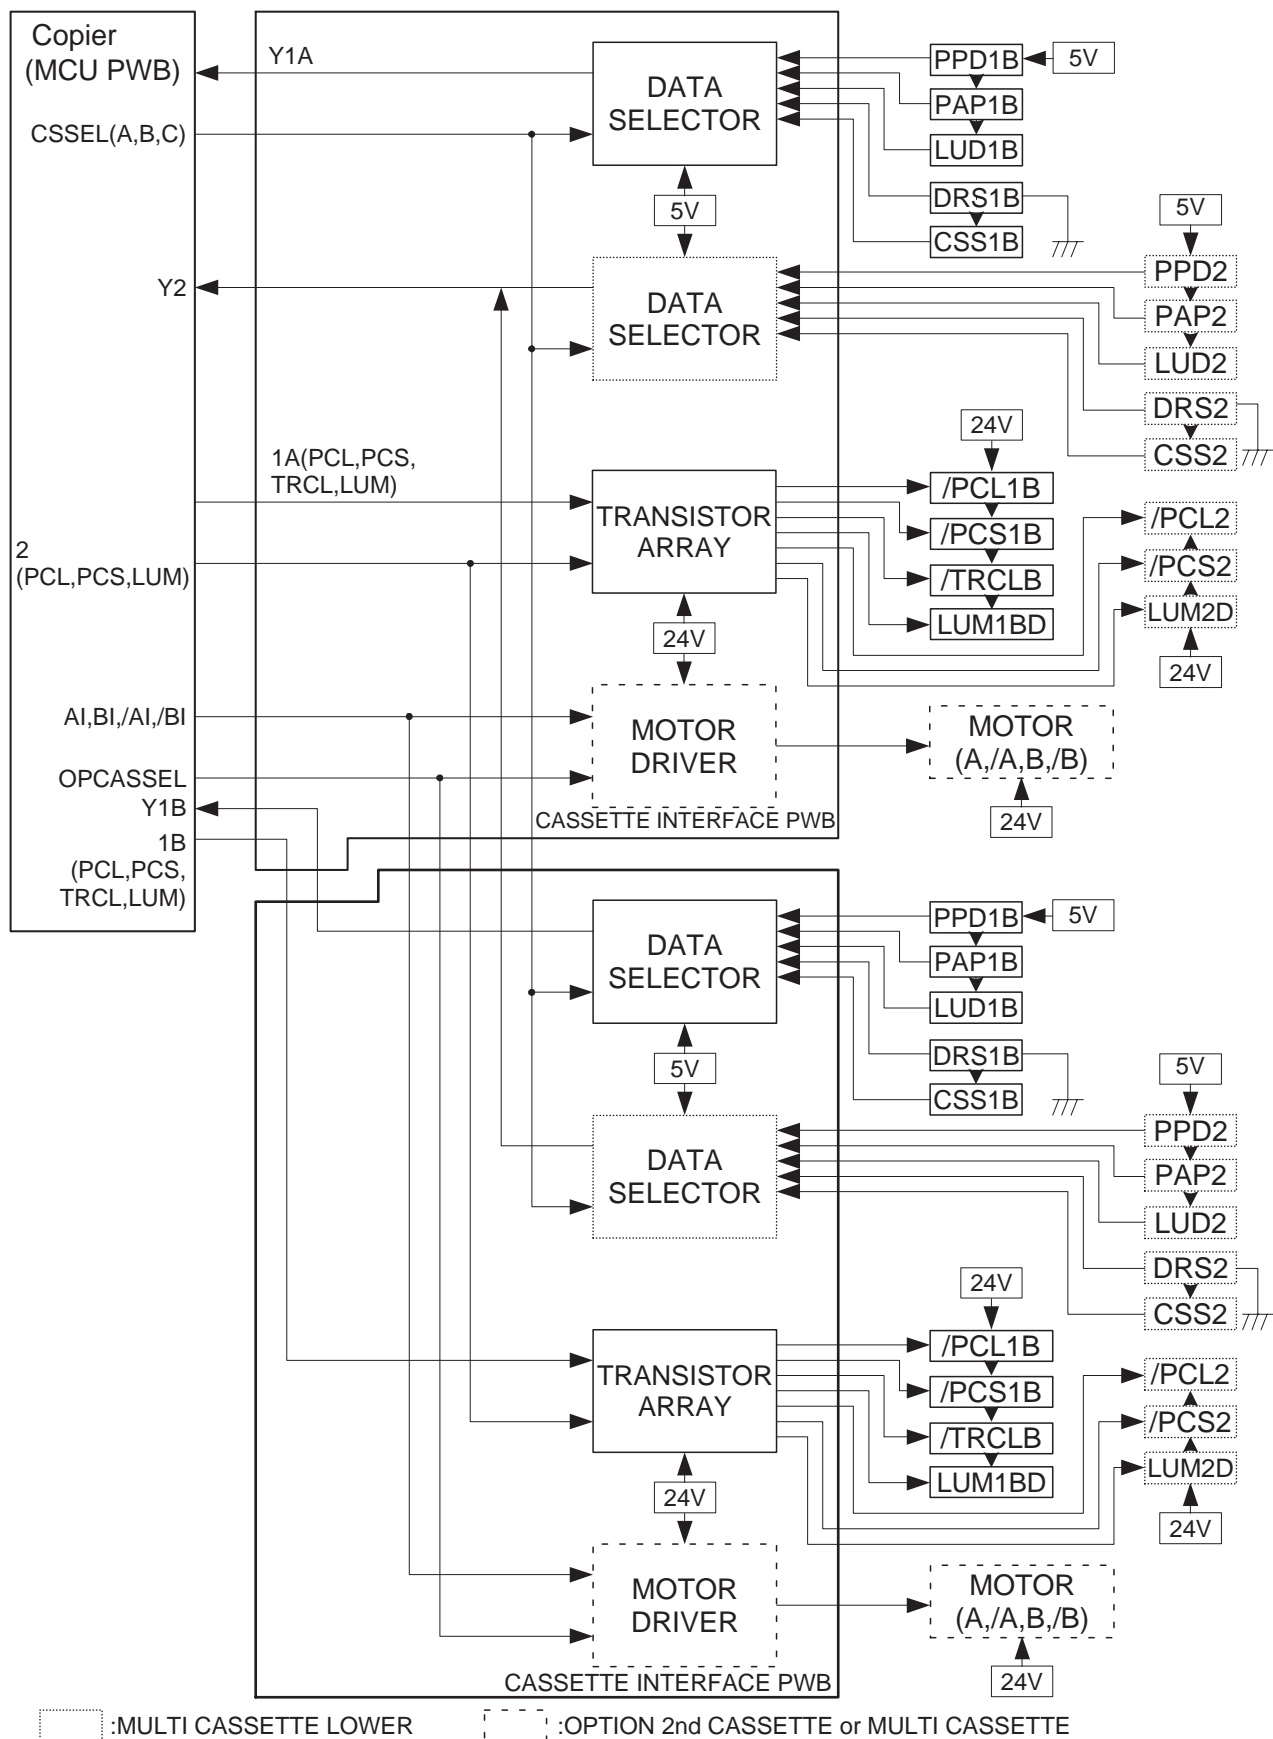 Copier
(MCU PWB)
Y1A
CSSEL(A,B,C)
Y2
1A(PCL,PCS,
TRCL,LUM)
2
(PCL,PCS,LUM)
AI,BI,/AI,/BI
OPCASSEL
Y1B
1B
(PCL,PCS,
TRCL,LUM)
DATA
SELECTOR
5V
DATA
SELECTOR
TRANSISTOR
ARRAY
24V
MOTOR
DRIVER
CASSETTE INTERFACE PWB
PPD1B
5V
PAP1B
LUD1B
DRS1B
CSS1B
5V
PPD2
PAP2
LUD2
DRS2
CSS2
24V
/PCL1B
/PCS1B
/TRCLB
LUM1BD
/PCL2
/PCS2
LUM2D
24V
MOTOR
(A,/A,B,/B)
24V
DATA
SELECTOR
5V
DATA
SELECTOR
TRANSISTOR
ARRAY
24V
MOTOR
DRIVER
CASSETTE INTERFACE PWB
PPD1B
5V
PAP1B
LUD1B
DRS1B
CSS1B
5V
PPD2
PAP2
LUD2
DRS2
CSS2
24V
/PCL1B
/PCS1B
/TRCLB
LUM1BD
/PCL2
/PCS2
LUM2D
24V
MOTOR
(A,/A,B,/B)
24V
:MULTI CASSETTE LOWER
:OPTION 2nd CASSETTE or MULTI CASSETTE